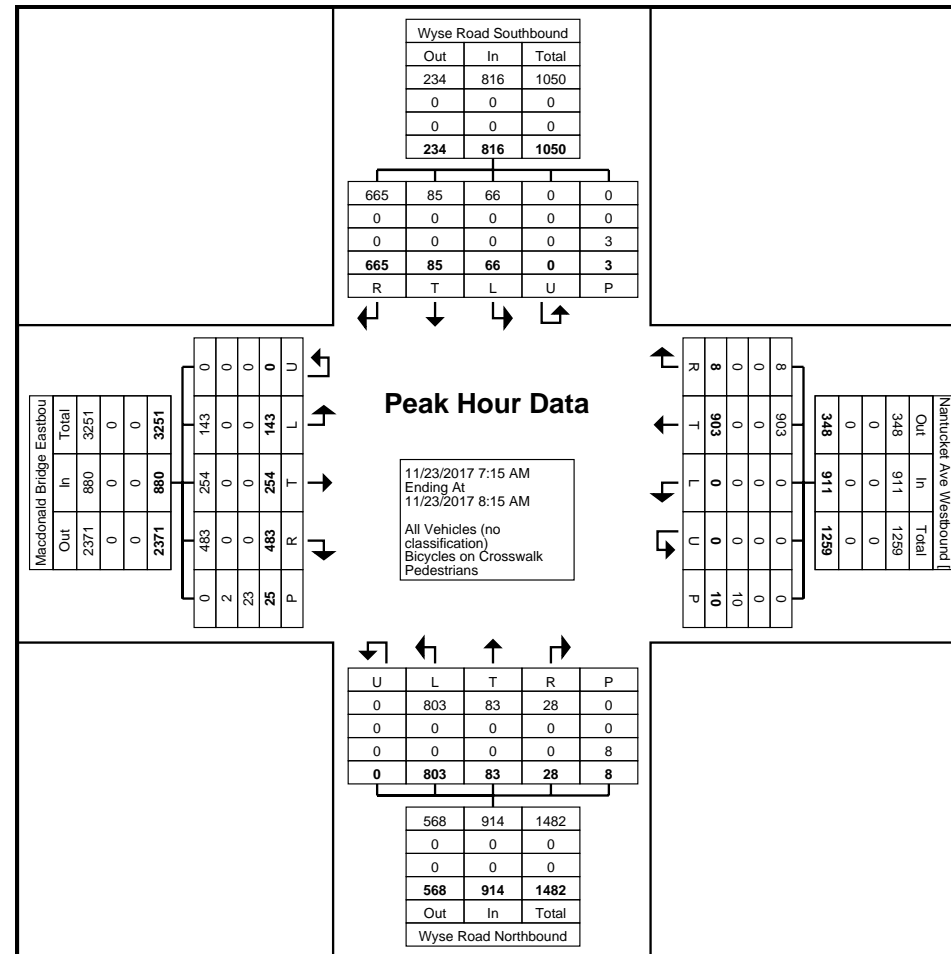 Wyse Road Southbound
Out In Total
234 816 1050
0 0 0
0 0 0
234 816 1050
665 85 66 0 0
0 0 0 0 0
0 0 0 0 3
665 85 66 0 3
R T L U P
Macdonald Bridge Eastbou
Total In Out
3251 880 2371
0 0 0
0 0 0
3251 880 2371
0 143 254 483 0
0 0 0 0 2
0 0 0 0 23
0 143 254 483 25
U L T R P
Peak Hour Data
11/23/2017 7:15 AM
Ending At
11/23/2017 8:15 AM
All Vehicles (no
classification)
Bicycles on Crosswalk
Pedestrians
R T L U P
8 903 0 0 10
0 0 0 0 10
0 0 0 0 0
8 903 0 0 0
348 911 1259
0 0 0
0 0 0
348 911 1259
Out In Total
Nantucket Ave Westbound [
U L T R P
0 803 83 28 0
0 0 0 0 0
0 0 0 0 8
0 803 83 28 8
568 914 1482
0 0 0
0 0 0
568 914 1482
Out In Total
Wyse Road Northbound